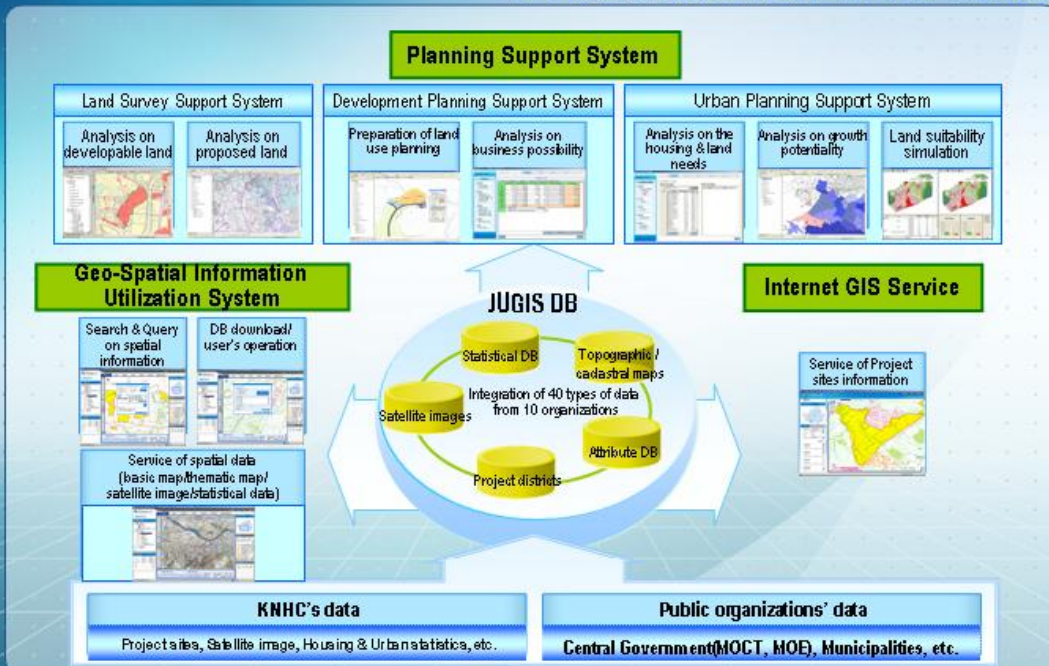 Planning Support System
Land Survey Support System
Analysis on
developable land
Analysis on
proposed land
Development Planning Support System
Preparation of land
use planning
Analysis on
business possibility
Urban Planning Support System
Analysis on the
housing & land
needs
Analysis on growth
potentiality
Land suitability
simulation
Geo-Spatial Information
Utilization System
Search & Query
on spatial
information
DB download/
user's operation
Service of spatial data
(basic map/thematic map/
satellite image/statistical data)
JUGIS DB
Statistical DB
Topographic /
cadastral maps
Integration of 40 types of data
from 10 organizations
Satellite images
Attribute DB
Project districts
Internet GIS Service
Service of Project
sites information
KNHC's data
Project sites, Satellite image, Housing & Urban statistics, etc.
Public organizations' data
Central Government(MOCT, MOE), Municipalities, etc.